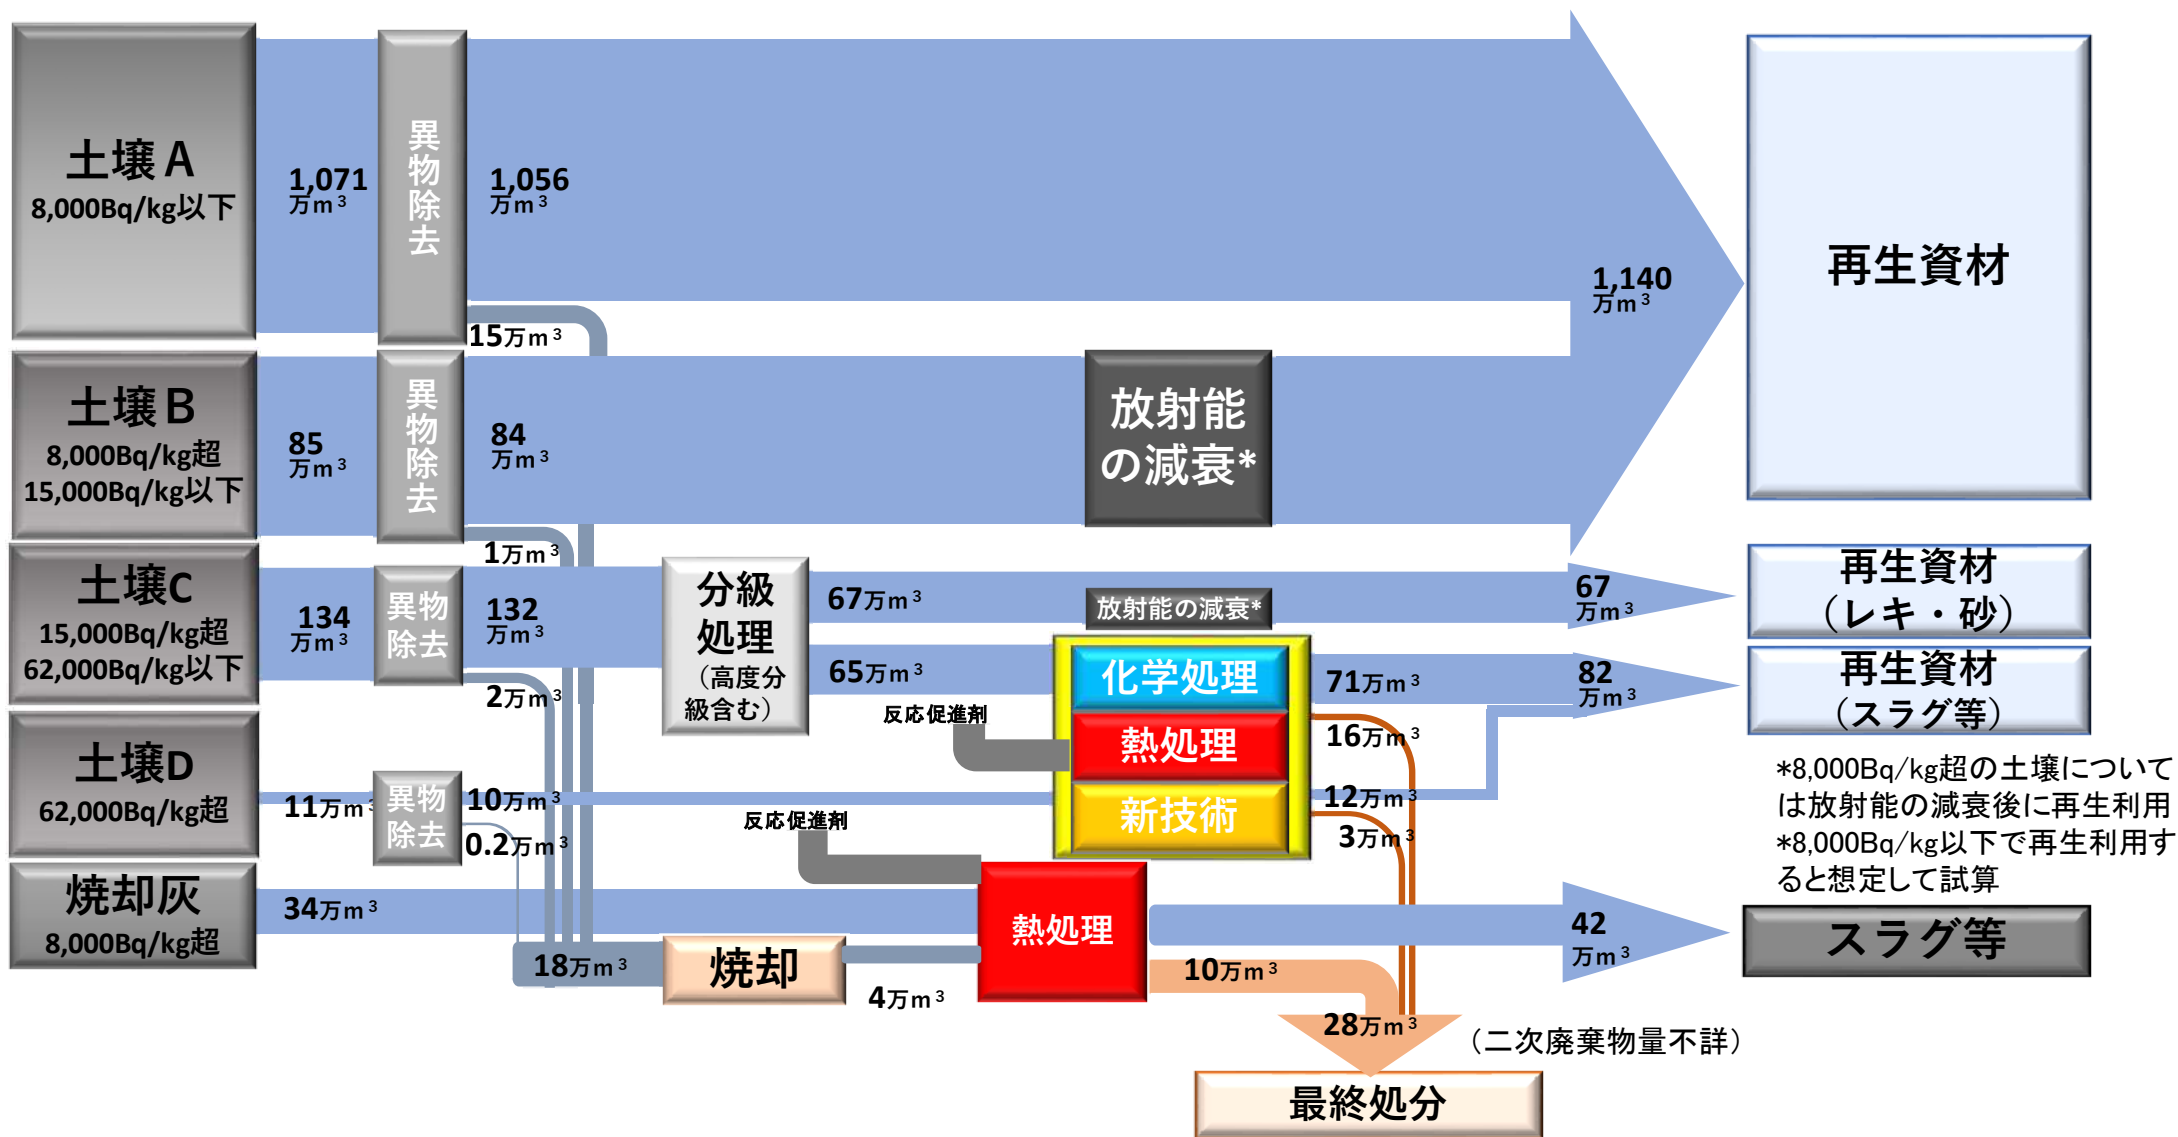 土壌A
8,000Bq/kg以下
1,071
万m³
異物除去
1,056
万m³
15万m³
1,140
万m³
再生資材
土壌B
8,000Bq/kg超
15,000Bq/kg以下
85
万m³
異物除去
84
万m³
1万m³
放射能
の減衰*
土壌C
15,000Bq/kg超
62,000Bq/kg以下
134
万m³
異物
除去
132
万m³
2万m³
分級
処理
（高度分
級含む）
67万m³
放射能の減衰*
67
万m³
再生資材
（レキ・砂）
65万m³
化学処理
熱処理
新技術
反応促進剤
71万m³
82
万m³
再生資材
（スラグ等）
16万m³
12万m³
3万m³
土壌D
62,000Bq/kg超
11万m³
異物
除去
10万m³
0.2万m³
反応促進剤
*8,000Bq/kg超の土壌について
は放射能の減衰後に再生利用
*8,000Bq/kg以下で再生利用す
ると想定して試算
焼却灰
8,000Bq/kg超
34万m³
18万m³
焼却
4万m³
熱処理
42
万m³
スラグ等
10万m³
28万m³
（二次廃棄物量不詳）
最終処分